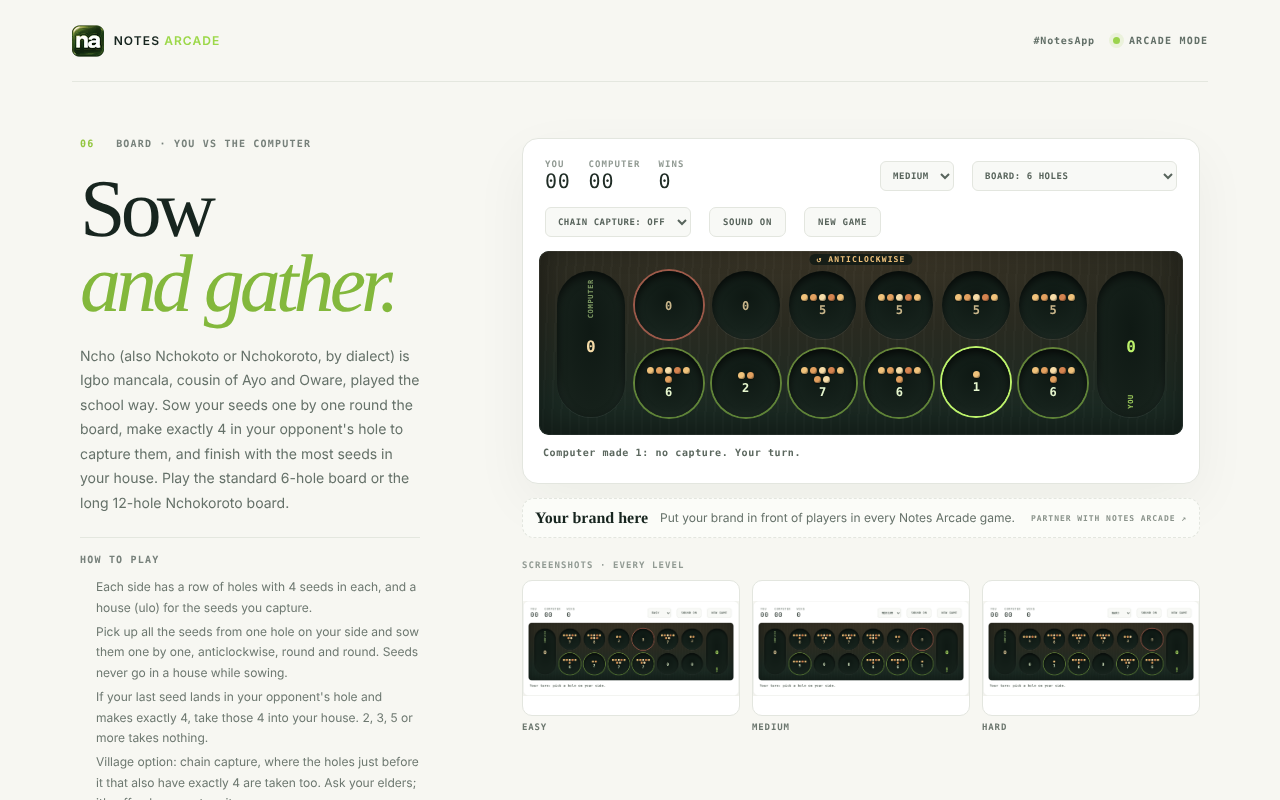 na NOTES ARCADE
#NotesApp ARCADE MODE
06 BOARD · YOU VS THE COMPUTER
Sow
and gather.
Ncho (also Nchokoto or Nchokoroto, by dialect) is
Igbo mancala, cousin of Ayo and Oware, played the
school way. Sow your seeds one by one round the
board, make exactly 4 in your opponent's hole to
capture them, and finish with the most seeds in
your house. Play the standard 6-hole board or the
long 12-hole Nchokoroto board.
HOW TO PLAY
Each side has a row of holes with 4 seeds in each, and a
house (ulo) for the seeds you capture.
Pick up all the seeds from one hole on your side and sow
them one by one, anticlockwise, round and round. Seeds
never go in a house while sowing.
If your last seed lands in your opponent's hole and
makes exactly 4, take those 4 into your house. 2, 3, 5 or
more takes nothing.
Village option: chain capture, where the holes just before
it that also have exactly 4 are taken too. Ask your elders;
YOU COMPUTER WINS
00 00 0
MEDIUM BOARD: 6 HOLES
CHAIN CAPTURE: OFF SOUND ON NEW GAME
↺ ANTICLOCKWISE
COMPUTER
0
0 0 5 5 5 5
6 2 7 6 1 6
0
YOU
Computer made 1: no capture. Your turn.
Your brand here Put your brand in front of players in every Notes Arcade game. PARTNER WITH NOTES ARCADE ↗
SCREENSHOTS · EVERY LEVEL
EASY MEDIUM HARD